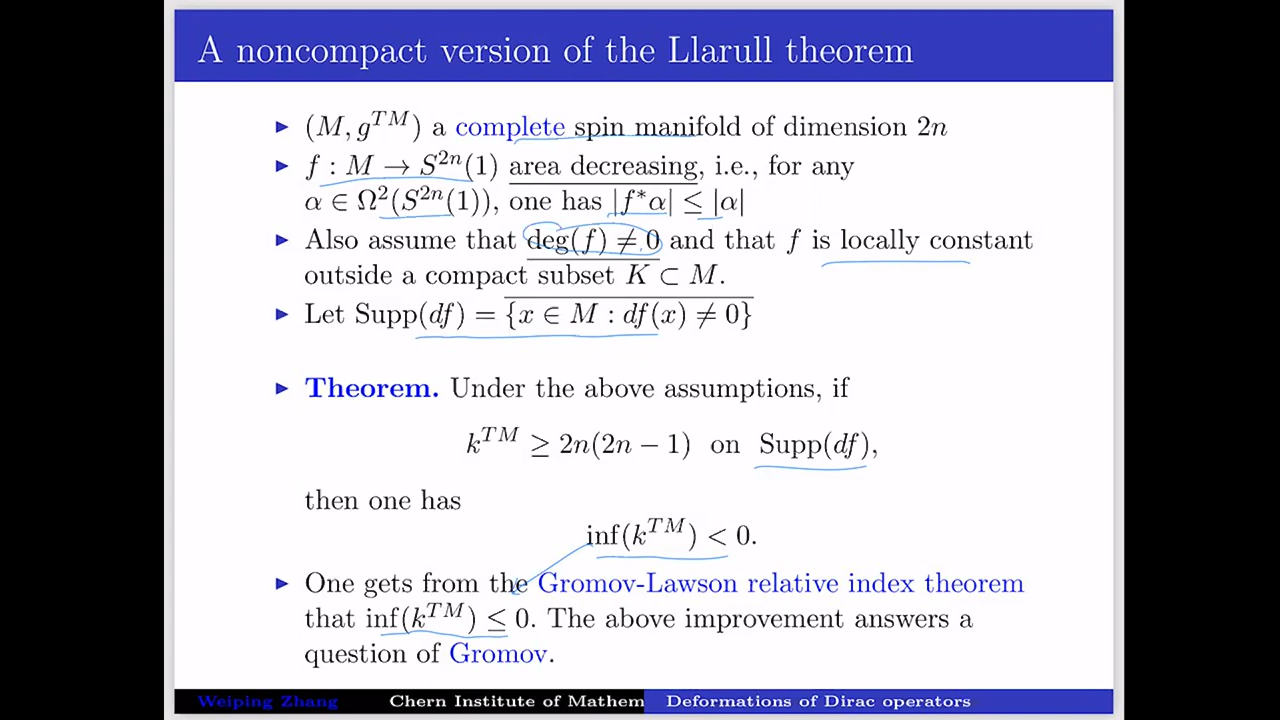 A noncompact version of the Llarull theorem
▶ (M, g^{TM}) a complete spin manifold of dimension 2n
▶ f : M → S^{2n}(1) area decreasing, i.e., for any
α ∈ Ω²(S^{2n}(1)), one has |f*α| ≤ |α|
▶ Also assume that deg(f) ≠ 0 and that f is locally constant
outside a compact subset K ⊂ M.
▶ Let Supp(df) = \overline{{x ∈ M : df(x) ≠ 0}}
▶ Theorem. Under the above assumptions, if
k^{TM} ≥ 2n(2n − 1) on Supp(df),
then one has
inf(k^{TM}) < 0.
▶ One gets from the Gromov-Lawson relative index theorem
that inf(k^{TM}) ≤ 0. The above improvement answers a
question of Gromov.
Weiping Zhang Chern Institute of Mathem Deformations of Dirac operators